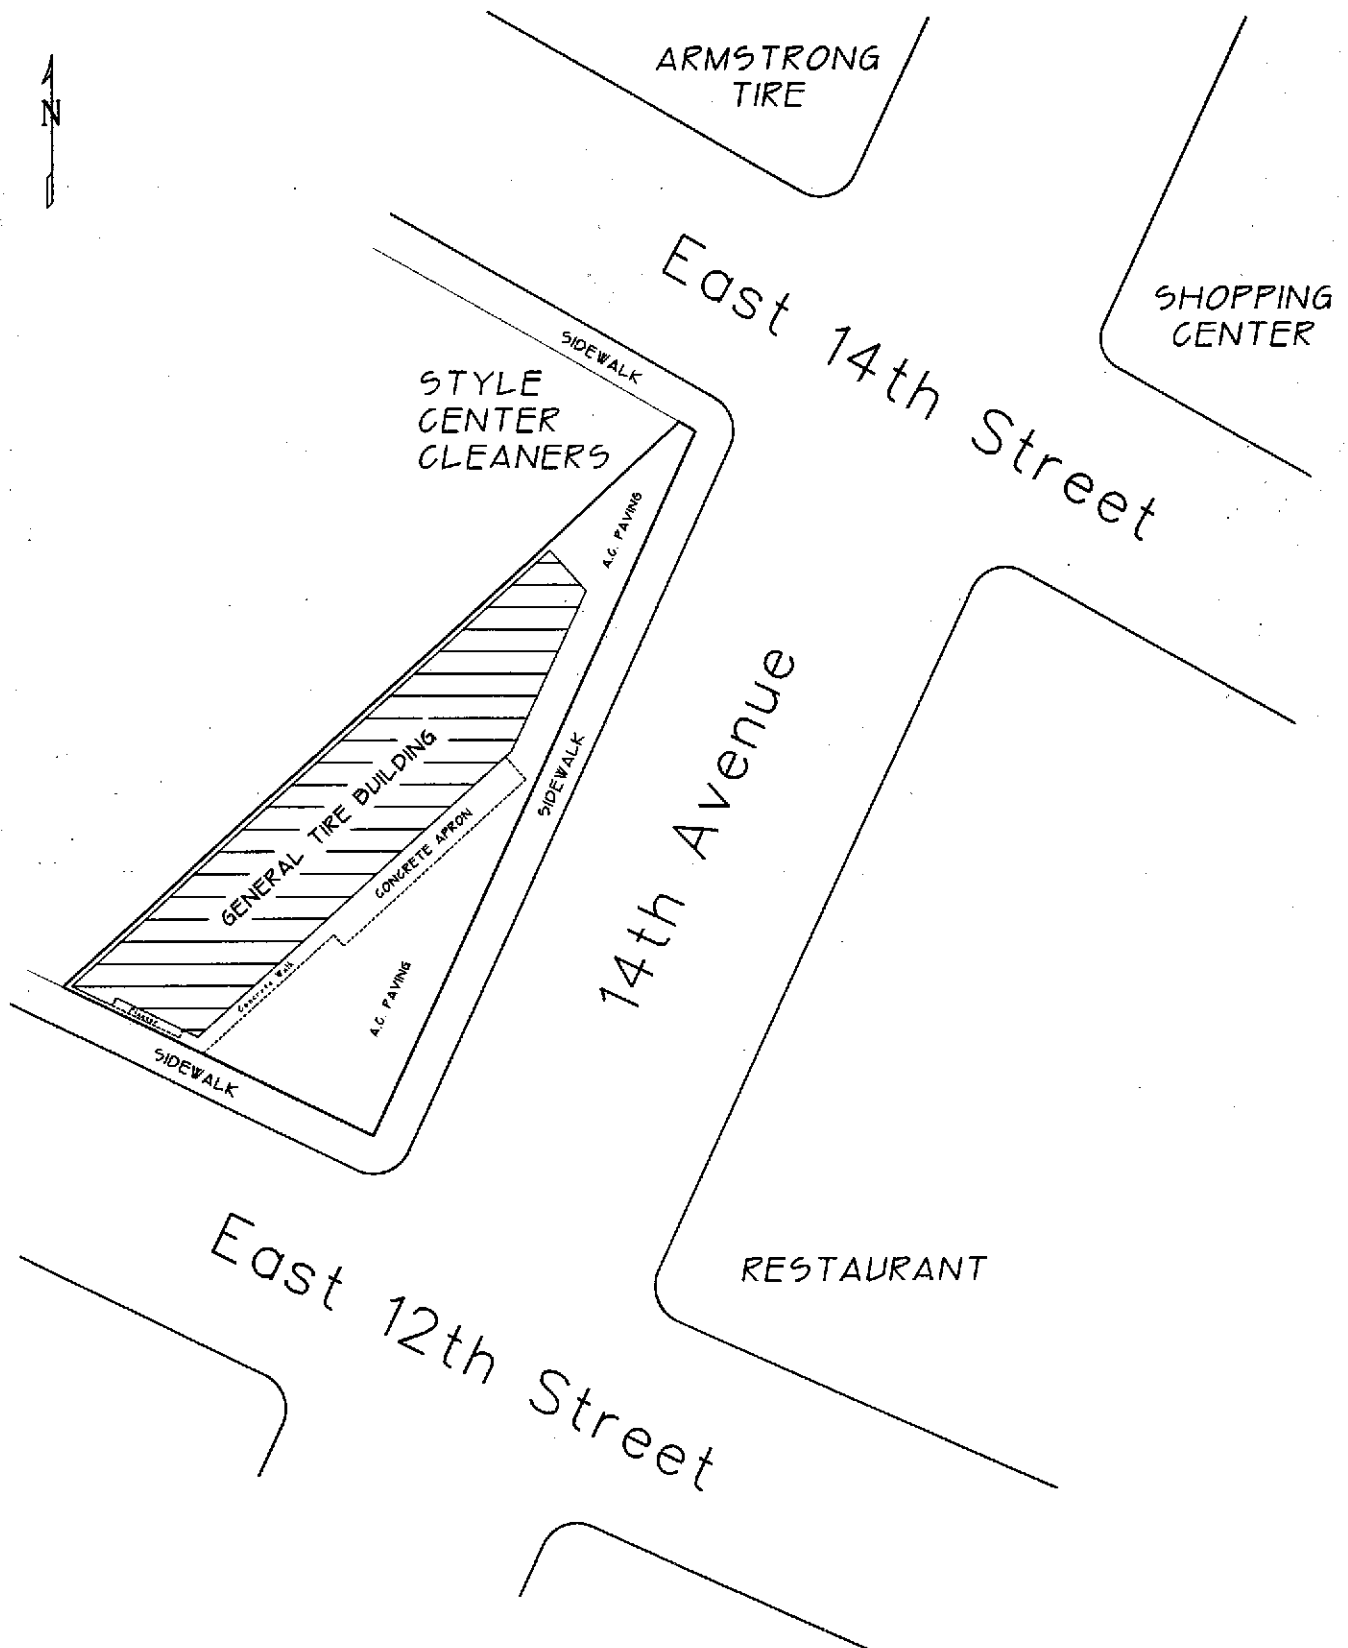 ARMSTRONG
TIRE
N
East 14th Street
SHOPPING
CENTER
SIDEWALK
STYLE
CENTER
CLEANERS
A.C. PAVING
14th Avenue
SIDEWALK
GENERAL TIRE BUILDING
CONCRETE APRON
Concrete Walk
A.C. PAVING
Planter
SIDEWALK
East 12th Street
RESTAURANT